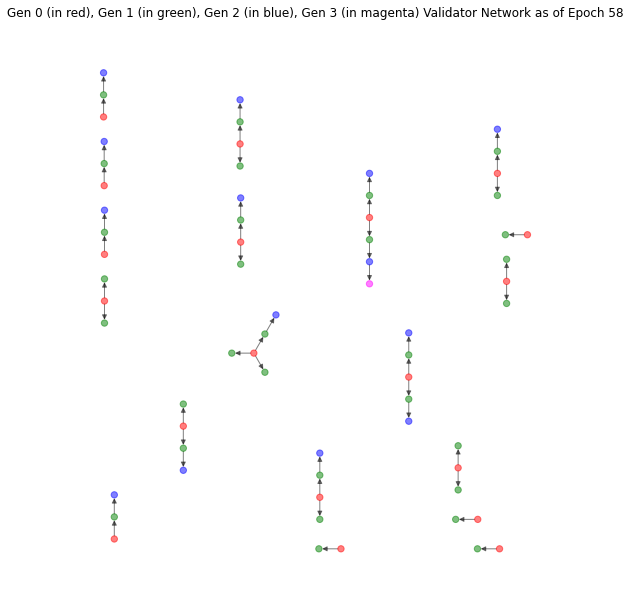 Gen 0 (in red), Gen 1 (in green), Gen 2 (in blue), Gen 3 (in magenta) Validator Network as of Epoch 58